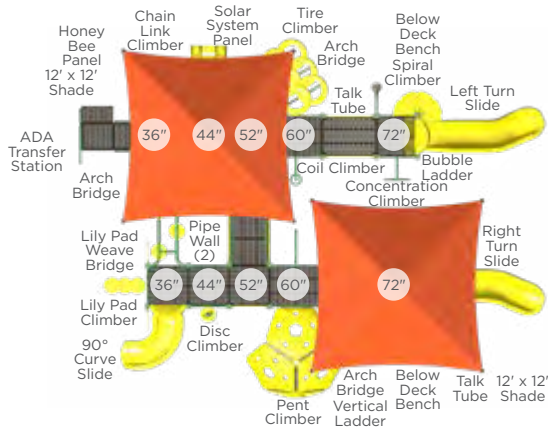 Honey
Bee
Panel
12' x 12'
Shade
Chain
Link
Climber
Solar
System
Panel
Tire
Climber
Arch
Bridge
Talk
Tube
Below
Deck
Bench
Spiral
Climber
Left Turn
Slide
ADA
Transfer
Station
36"
44"
52"
60"
72"
Arch
Bridge
Coil Climber
Bubble
Ladder
Concentration
Climber
Lily Pad
Weave
Bridge
Pipe
Wall
(2)
Right
Turn
Slide
36"
44"
52"
60"
72"
Lily Pad
Climber
90°
Curve
Slide
Disc
Climber
Pent
Climber
Arch
Bridge
Vertical
Ladder
Below
Deck
Bench
Talk
Tube
12' x 12'
Shade